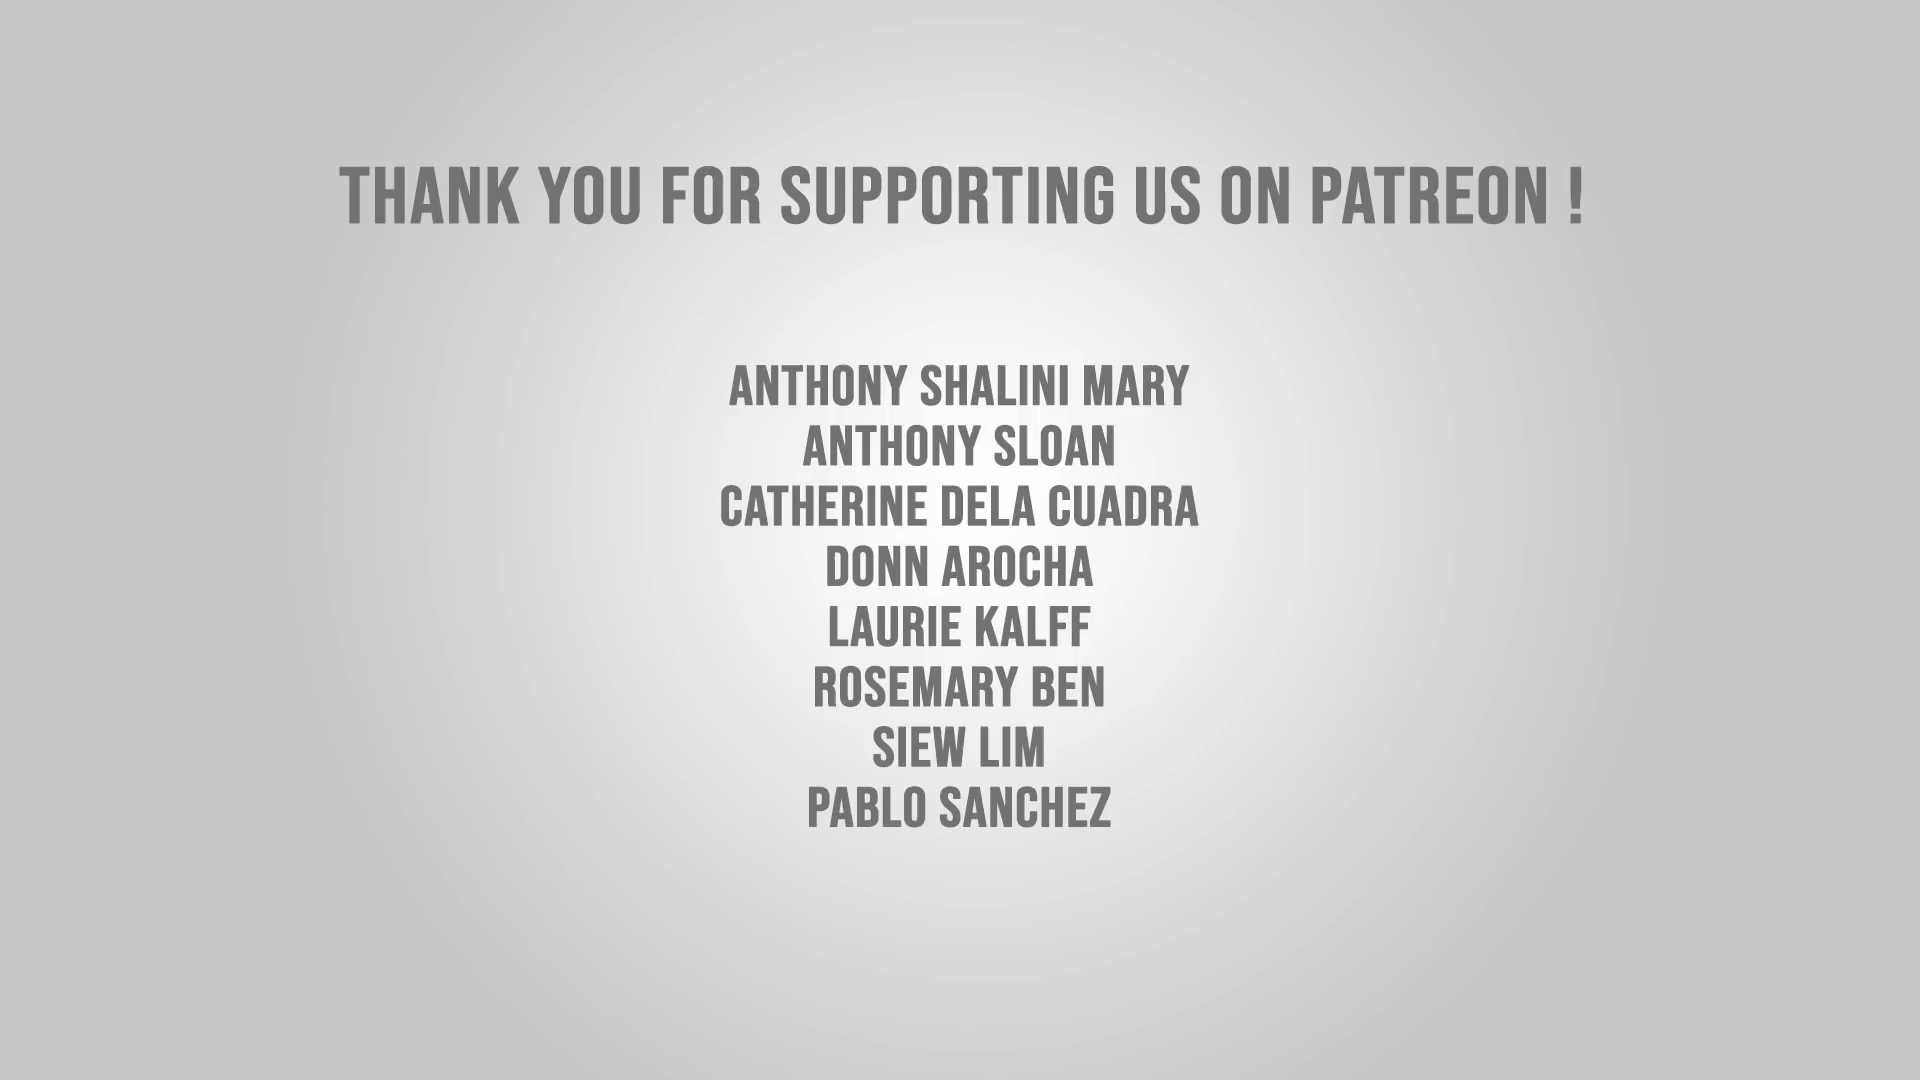 THANK YOU FOR SUPPORTING US ON PATREON !
ANTHONY SHALINI MARY
ANTHONY SLOAN
CATHERINE DELA CUADRA
DONN AROCHA
LAURIE KALFF
ROSEMARY BEN
SIEW LIM
PABLO SANCHEZ